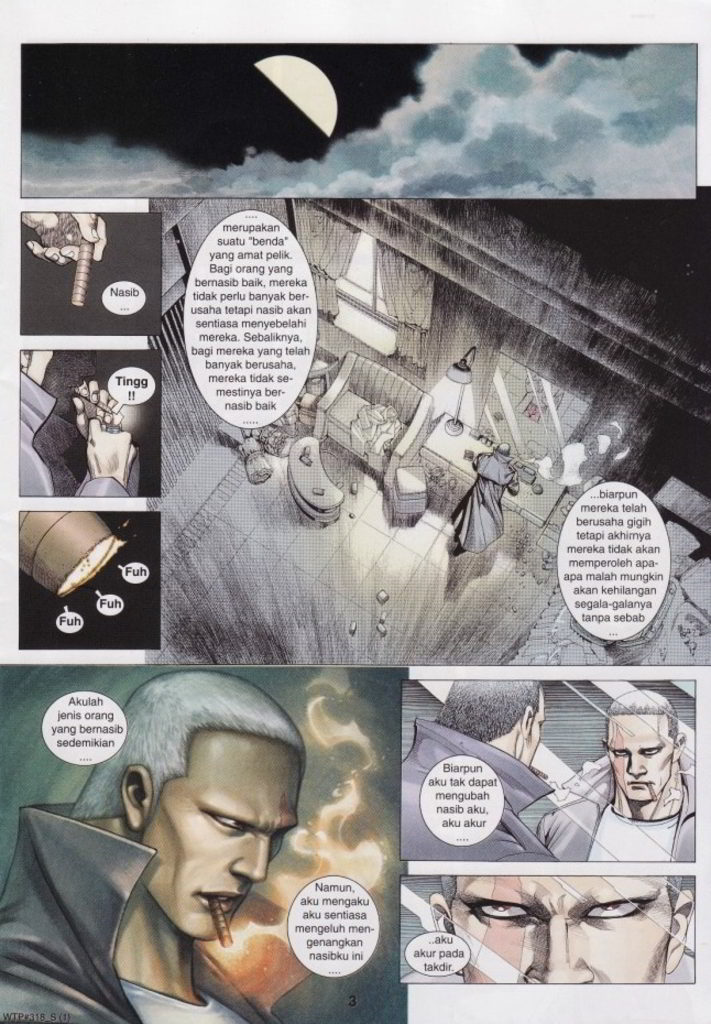 Nasib
...
....
merupakan
suatu "benda"
yang amat pelik.
Bagi orang yang
bernasib baik, mereka
tidak perlu banyak ber-
usaha tetapi nasib akan
sentiasa menyebelahi
mereka. Sebaliknya,
bagi mereka yang telah
banyak berusaha,
mereka tidak se-
mestinya ber-
nasib baik
.....
Tingg
!!
Fuh
Fuh
Fuh
...biarpun
mereka telah
berusaha gigih
tetapi akhirnya
mereka tidak akan
memperoleh apa-
apa malah mungkin
akan kehilangan
segala-galanya
tanpa sebab
...
Akulah
jenis orang
yang bernasib
sedemikian
....
Namun,
aku mengaku
aku sentiasa
mengeluh men-
genangkan
nasibku ini
....
Biarpun
aku tak dapat
mengubah
nasib aku,
aku akur
....
..aku
akur pada
takdir.
3
WTP#318_S (1)